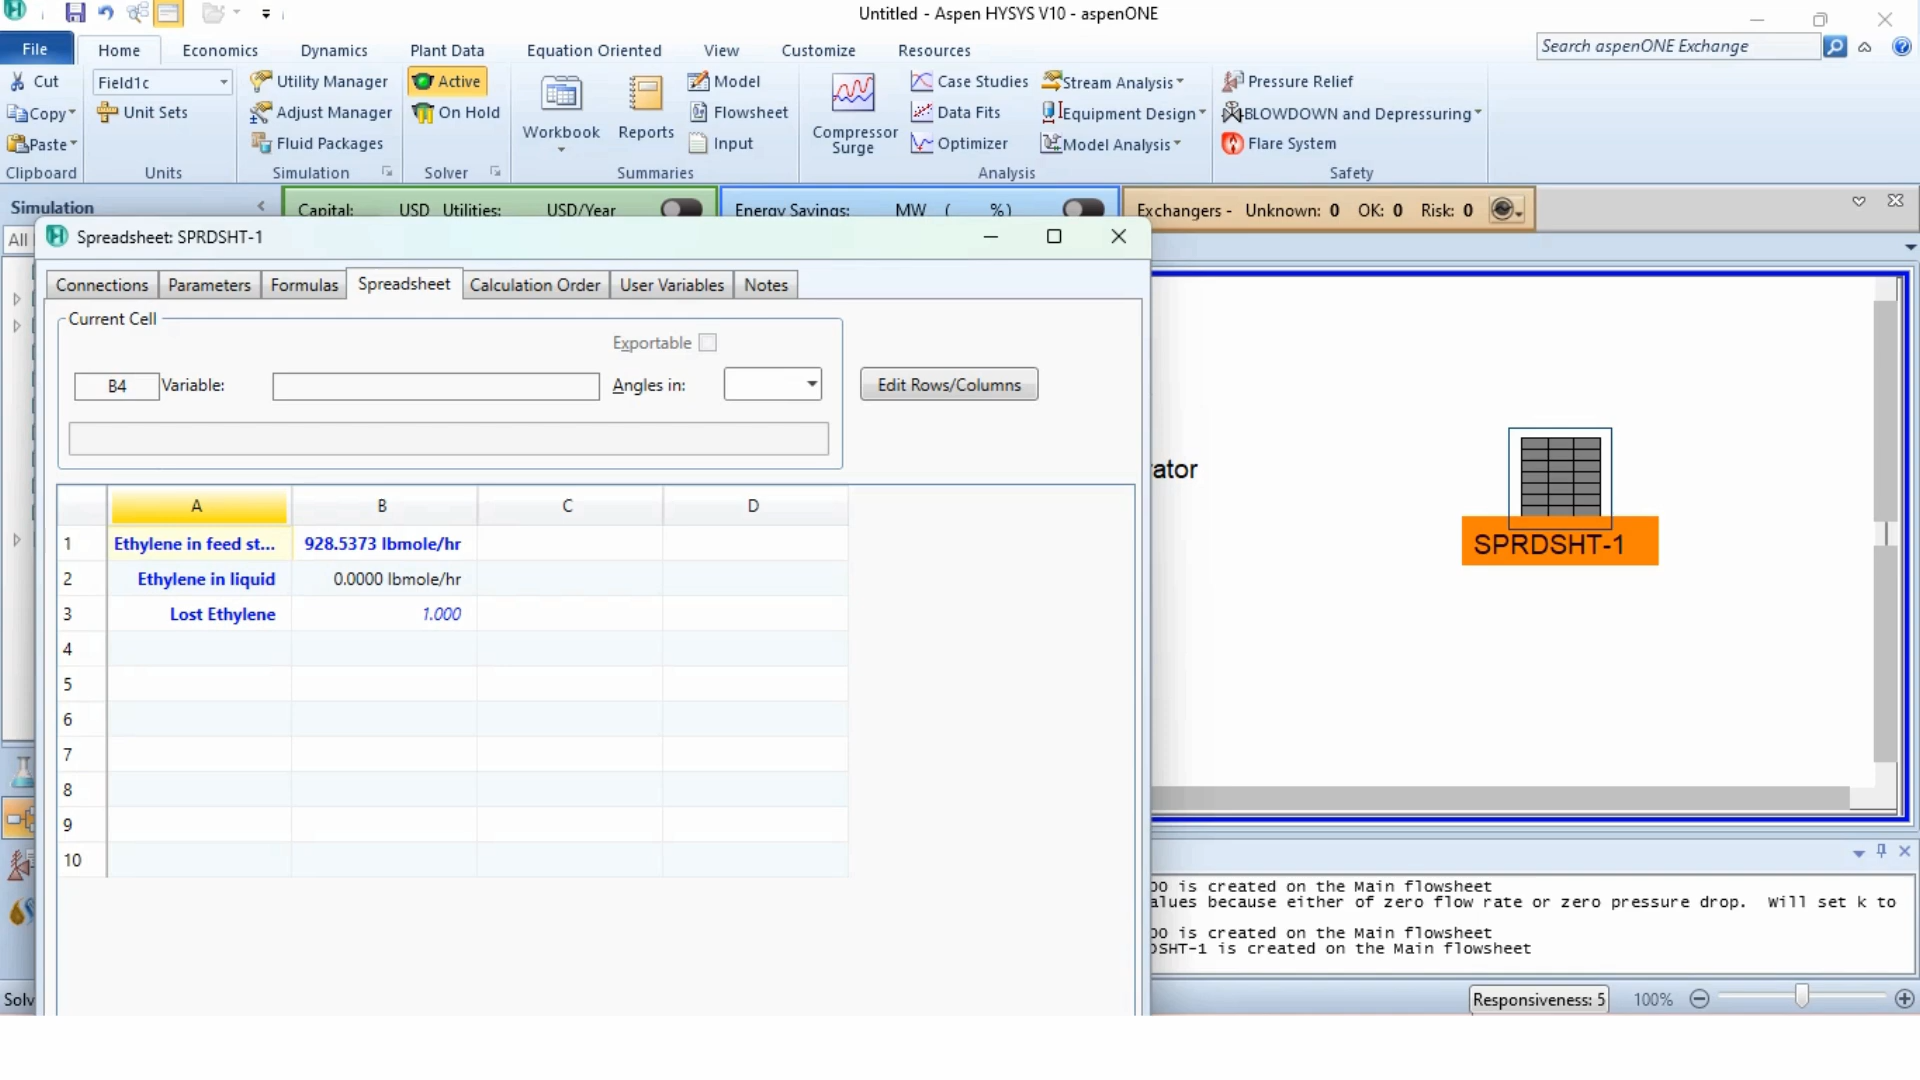 Untitled - Aspen HYSYS V10 - aspenONE
File Home Economics Dynamics Plant Data Equation Oriented View Customize Resources Search aspenONE Exchange
Cut Field1c Utility Manager Active Model Case Studies Stream Analysis Pressure Relief
Copy Unit Sets Adjust Manager On Hold Flowsheet Data Fits Equipment Design BLOWDOWN and Depressuring
Workbook Reports Compressor Surge
Paste Fluid Packages Input Optimizer Model Analysis Flare System
Clipboard Units Simulation Solver Summaries Analysis Safety
Simulation Capital: USD Utilities: USD/Year Energy Savings: MW ( %) Exchangers - Unknown: 0 OK: 0 Risk: 0
All
Spreadsheet: SPRDSHT-1
Connections Parameters Formulas Spreadsheet Calculation Order User Variables Notes
Current Cell
Exportable
B4 Variable: Angles in: Edit Rows/Columns
ator
A B C D
1 Ethylene in feed st... 928.5373 lbmole/hr
SPRDSHT-1
2 Ethylene in liquid 0.0000 lbmole/hr
3 Lost Ethylene 1.000
4
5
6
7
8
9
10
OO is created on the Main flowsheet
alues because either of zero flow rate or zero pressure drop. Will set k to
OO is created on the Main flowsheet
DSHT-1 is created on the Main flowsheet
Solv Responsiveness: 5 100%